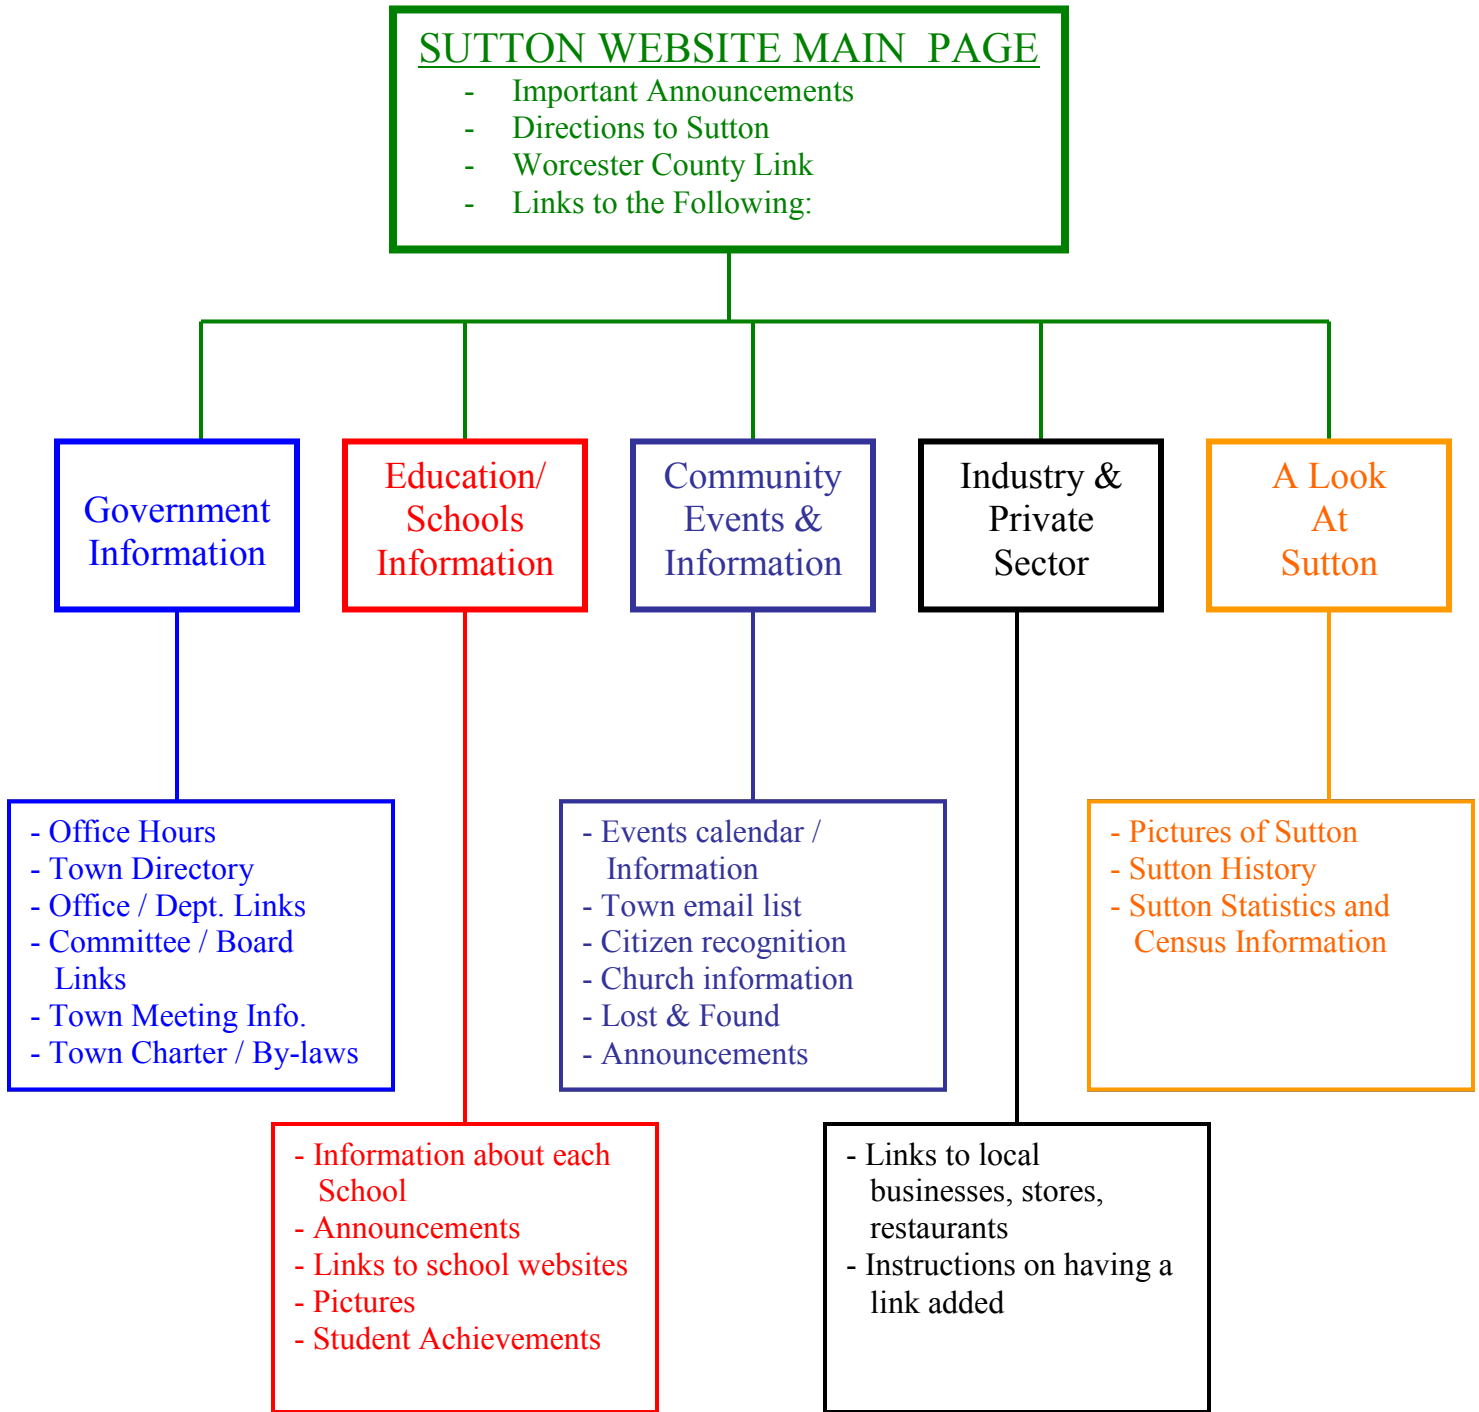 SUTTON WEBSITE MAIN PAGE
- Important Announcements
- Directions to Sutton
- Worcester County Link
- Links to the Following:
Government
Information
Education/
Schools
Information
Community
Events &
Information
Industry &
Private
Sector
A Look
At
Sutton
- Office Hours
- Town Directory
- Office / Dept. Links
- Committee / Board
Links
- Town Meeting Info.
- Town Charter / By-laws
- Events calendar /
Information
- Town email list
- Citizen recognition
- Church information
- Lost & Found
- Announcements
- Pictures of Sutton
- Sutton History
- Sutton Statistics and
Census Information
- Information about each
School
- Announcements
- Links to school websites
- Pictures
- Student Achievements
- Links to local
businesses, stores,
restaurants
- Instructions on having a
link added